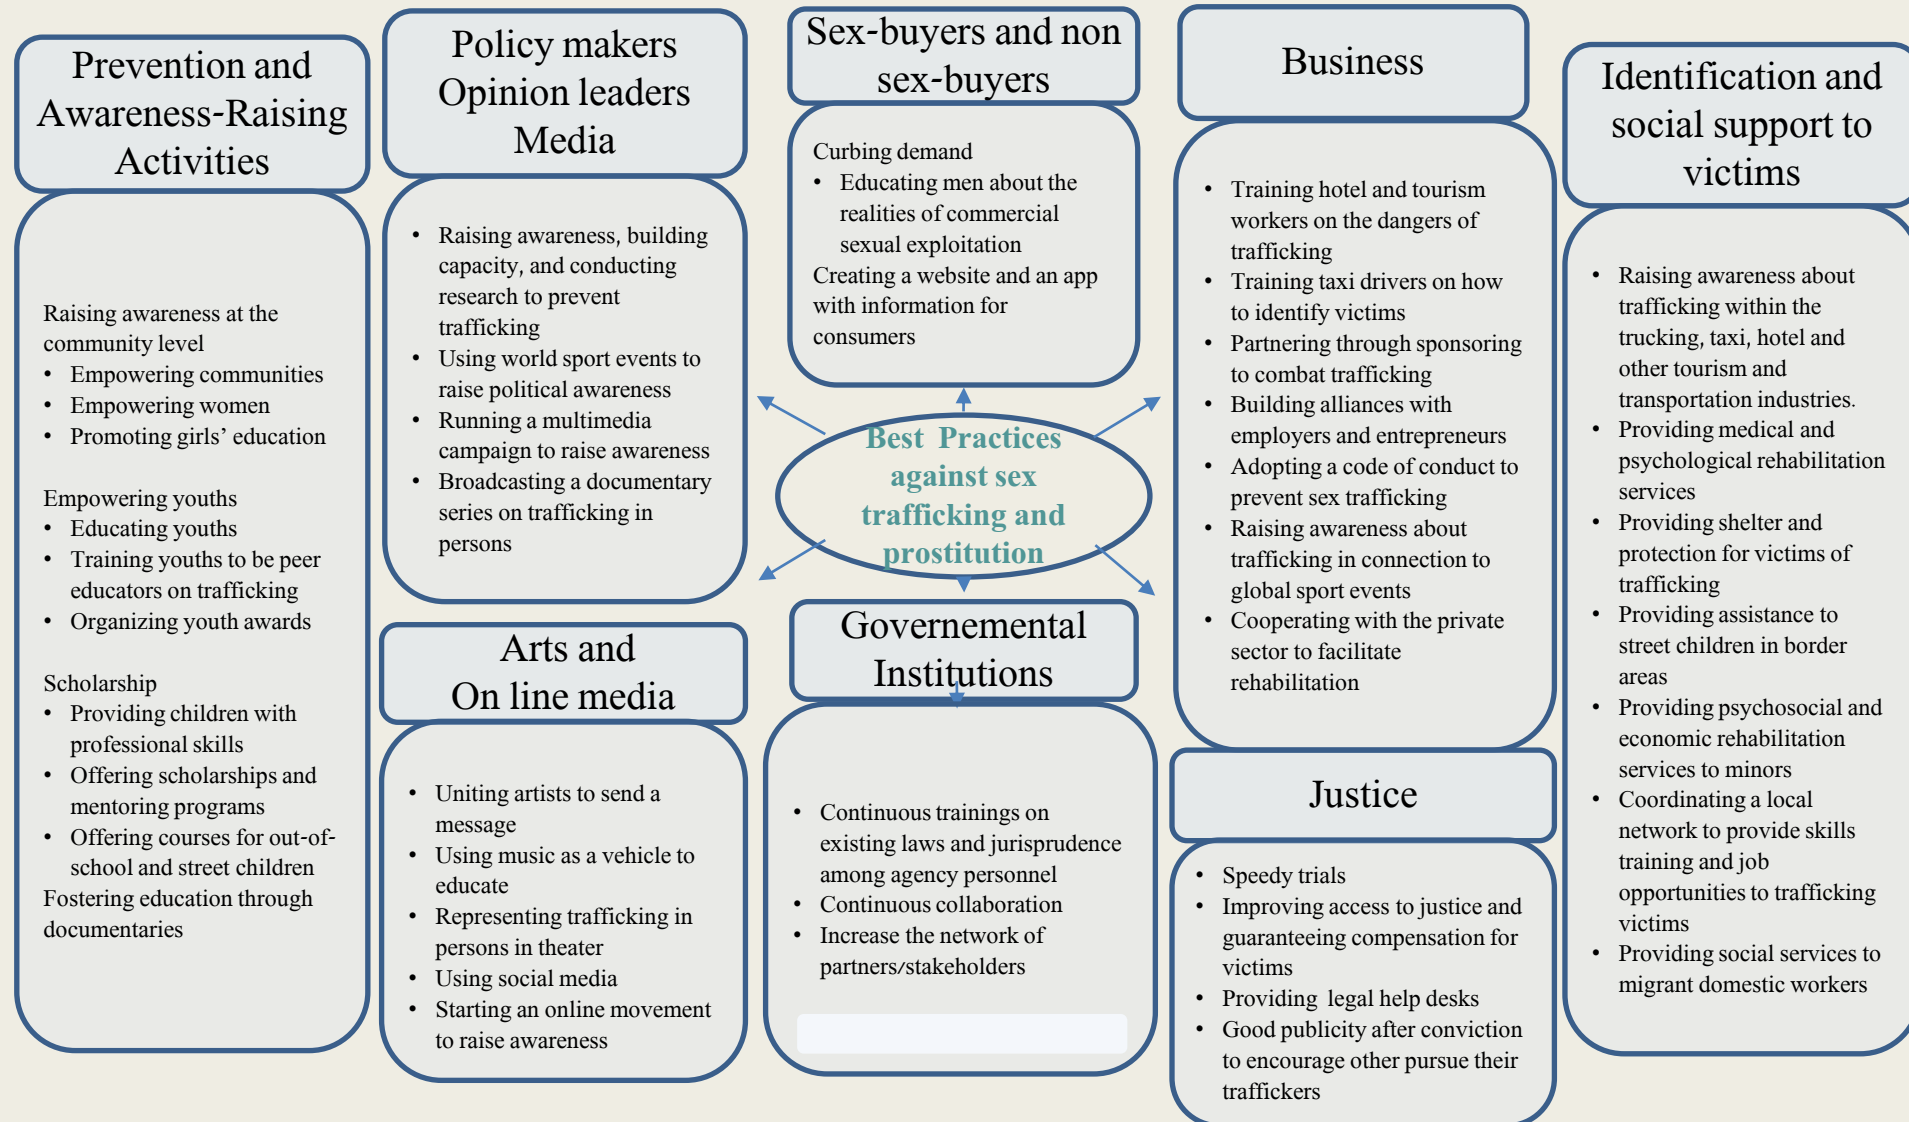 Prevention and
Awareness-Raising
Activities
Raising awareness at the
community level
• Empowering communities
• Empowering women
• Promoting girls’ education
Empowering youths
• Educating youths
• Training youths to be peer
educators on trafficking
• Organizing youth awards
Scholarship
• Providing children with
professional skills
• Offering scholarships and
mentoring programs
• Offering courses for out-of-
school and street children
Fostering education through
documentaries
Policy makers
Opinion leaders
Media
• Raising awareness, building
capacity, and conducting
research to prevent
trafficking
• Using world sport events to
raise political awareness
• Running a multimedia
campaign to raise awareness
• Broadcasting a documentary
series on trafficking in
persons
Arts and
On line media
• Uniting artists to send a
message
• Using music as a vehicle to
educate
• Representing trafficking in
persons in theater
• Using social media
• Starting an online movement
to raise awareness
Sex-buyers and non
sex-buyers
Curbing demand
• Educating men about the
realities of commercial
sexual exploitation
Creating a website and an app
with information for
consumers
Best Practices
against sex
trafficking and
prostitution
Governemental
Institutions
• Continuous trainings on
existing laws and jurisprudence
among agency personnel
• Continuous collaboration
• Increase the network of
partners/stakeholders
Business
• Training hotel and tourism
workers on the dangers of
trafficking
• Training taxi drivers on how
to identify victims
• Partnering through sponsoring
to combat trafficking
• Building alliances with
employers and entrepreneurs
• Adopting a code of conduct to
prevent sex trafficking
• Raising awareness about
trafficking in connection to
global sport events
• Cooperating with the private
sector to facilitate
rehabilitation
Justice
• Speedy trials
• Improving access to justice and
guaranteeing compensation for
victims
• Providing legal help desks
• Good publicity after conviction
to encourage other pursue their
traffickers
Identification and
social support to
victims
• Raising awareness about
trafficking within the
trucking, taxi, hotel and
other tourism and
transportation industries.
• Providing medical and
psychological rehabilitation
services
• Providing shelter and
protection for victims of
trafficking
• Providing assistance to
street children in border
areas
• Providing psychosocial and
economic rehabilitation
services to minors
• Coordinating a local
network to provide skills
training and job
opportunities to trafficking
victims
• Providing social services to
migrant domestic workers